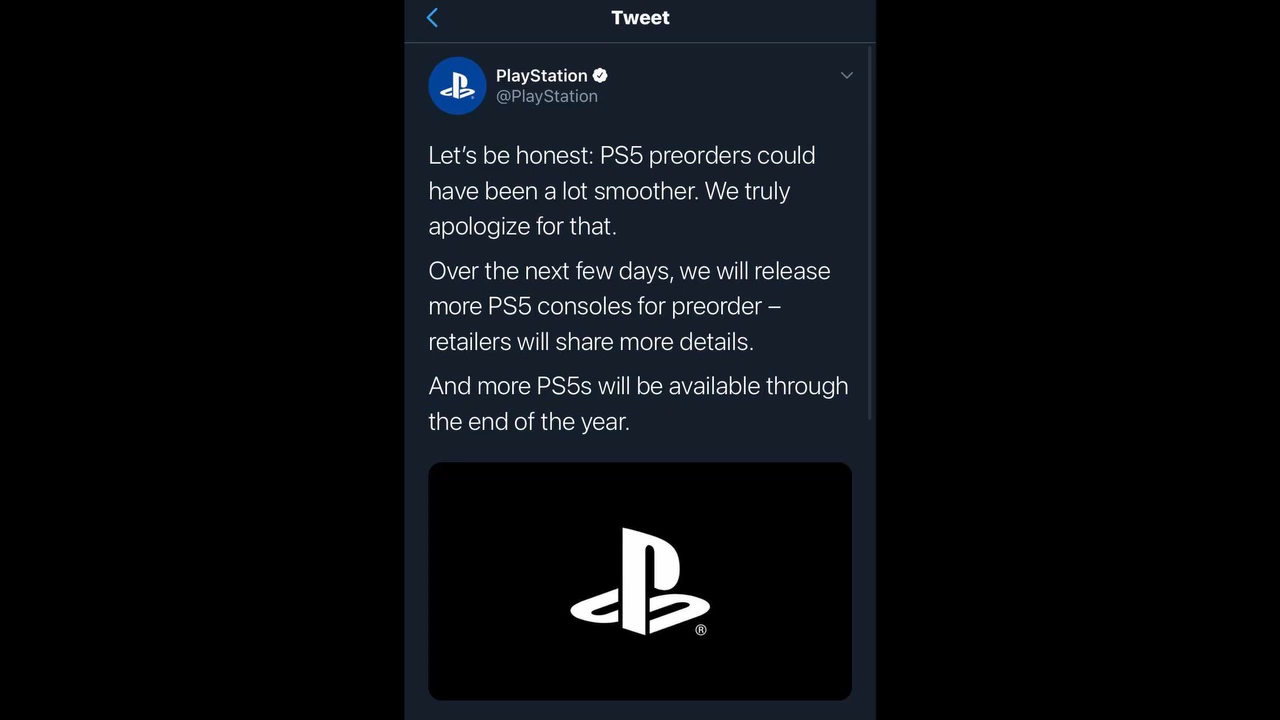 Tweet
PlayStation
@PlayStation
Let's be honest: PS5 preorders could
have been a lot smoother. We truly
apologize for that.
Over the next few days, we will release
more PS5 consoles for preorder –
retailers will share more details.
And more PS5s will be available through
the end of the year.
®